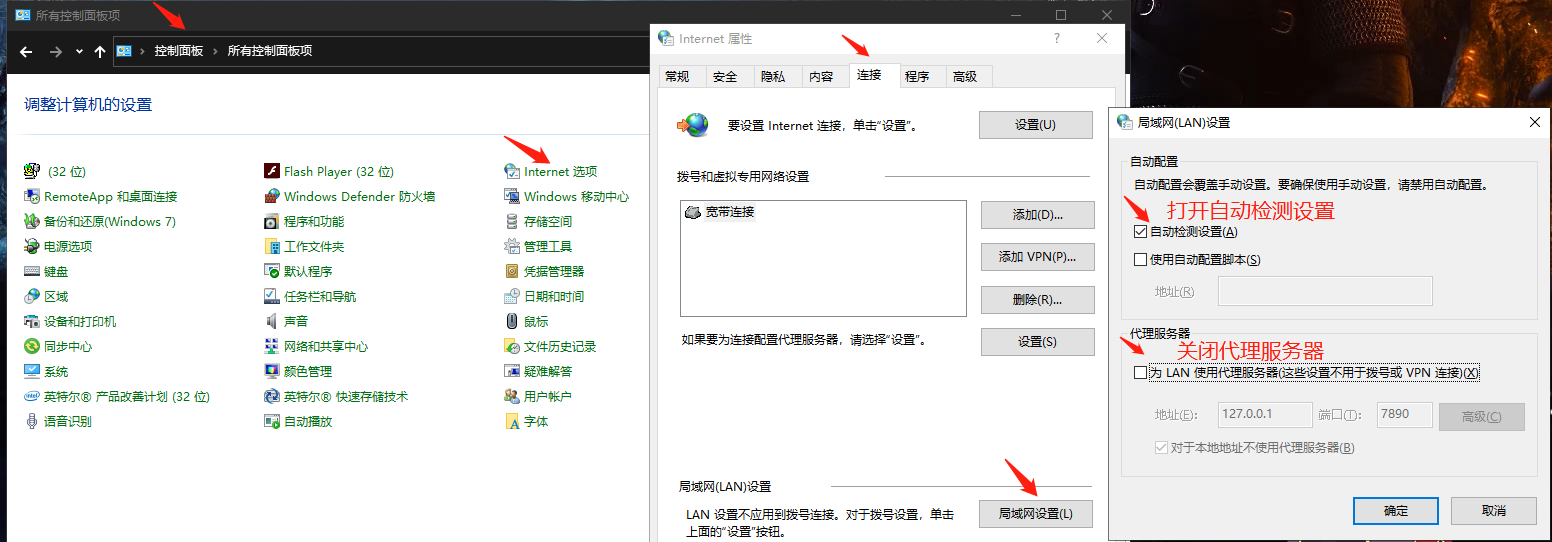 所有控制面板项
控制面板 › 所有控制面板项
调整计算机的设置
(32 位)
Flash Player (32 位)
Internet 选项
RemoteApp 和桌面连接
Windows Defender 防火墙
Windows 移动中心
备份和还原(Windows 7)
程序和功能
存储空间
电源选项
工作文件夹
管理工具
键盘
默认程序
凭据管理器
区域
任务栏和导航
日期和时间
设备和打印机
声音
鼠标
同步中心
网络和共享中心
文件历史记录
系统
颜色管理
疑难解答
英特尔® 产品改善计划 (32 位)
英特尔® 快速存储技术
用户帐户
语音识别
自动播放
字体
Internet 属性
常规 安全 隐私 内容 连接 程序 高级
要设置 Internet 连接，单击“设置”。
设置(U)
拨号和虚拟专用网络设置
宽带连接
添加(D)...
添加 VPN(P)...
删除(R)...
如果要为连接配置代理服务器，请选择“设置”。
设置(S)
局域网(LAN)设置
LAN 设置不应用到拨号连接。对于拨号设置，单击
上面的“设置”按钮。
局域网设置(L)
局域网(LAN)设置
自动配置
自动配置会覆盖手动设置。要确保使用手动设置，请禁用自动配置。
打开自动检测设置
自动检测设置(A)
使用自动配置脚本(S)
地址(R)
代理服务器
关闭代理服务器
为 LAN 使用代理服务器(这些设置不用于拨号或 VPN 连接)(X)
地址(E): 127.0.0.1 端口(T): 7890 高级(C)
对于本地地址不使用代理服务器(B)
确定 取消